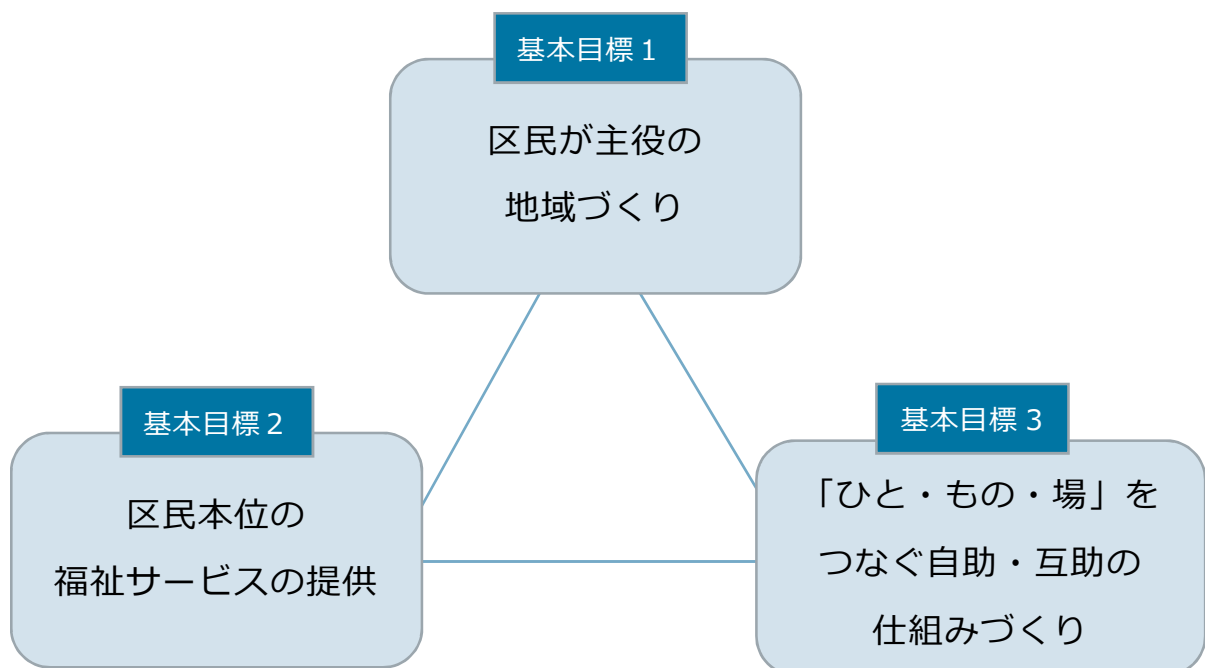 基本目標１
区民が主役の
地域づくり
基本目標２
区民本位の
福祉サービスの提供
基本目標３
「ひと・もの・場」を
つなぐ自助・互助の
仕組みづくり